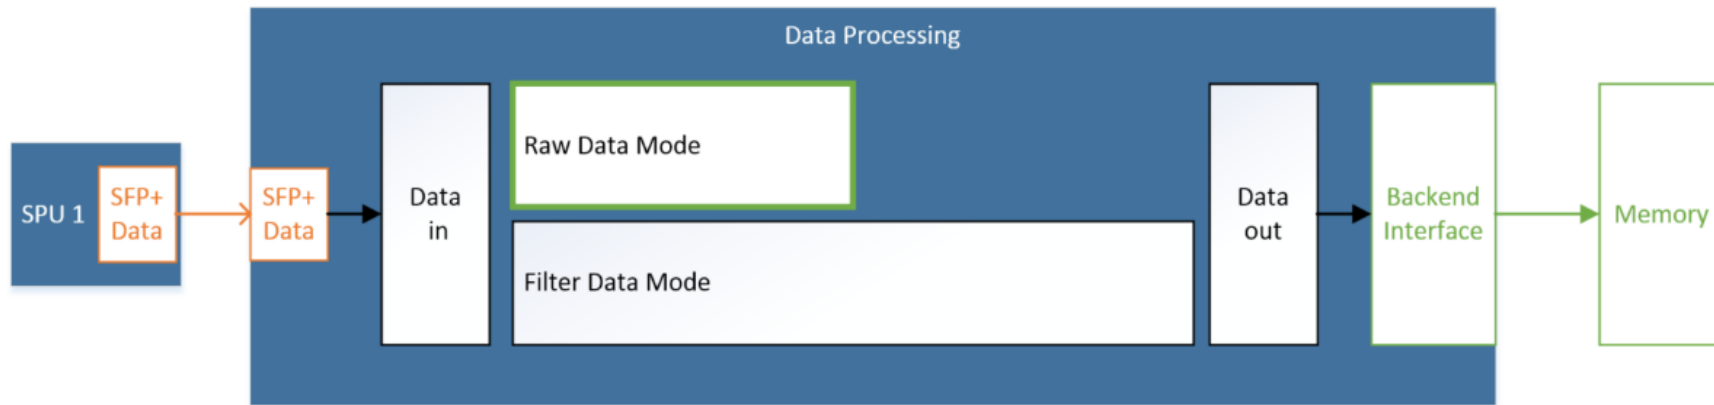 Data Processing
SPU 1
SFP+
Data
SFP+
Data
Data
in
Raw Data Mode
Filter Data Mode
Data
out
Backend
Interface
Memory